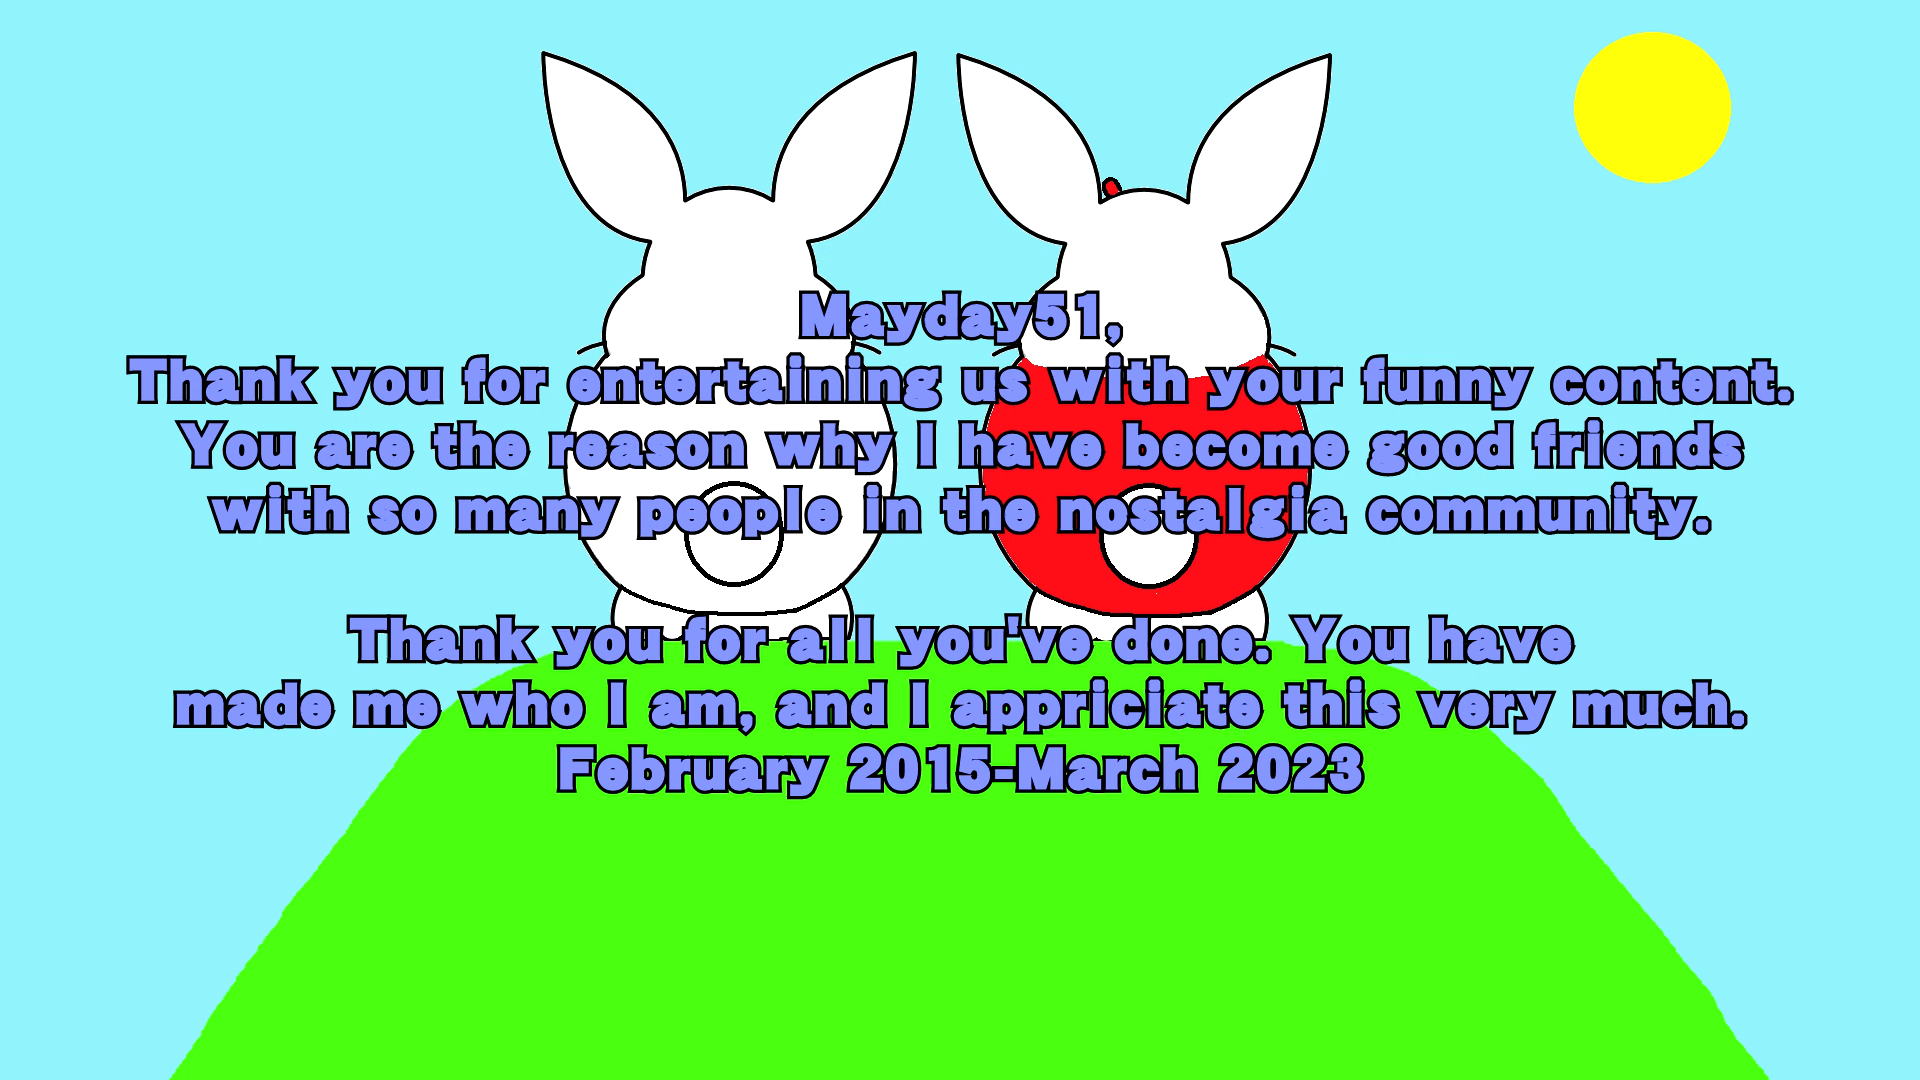 Mayday51,
Thank you for entertaining us with your funny content.
You are the reason why I have become good friends
with so many people in the nostalgia community.
Thank you for all you've done. You have
made me who I am, and I appriciate this very much.
February 2015-March 2023